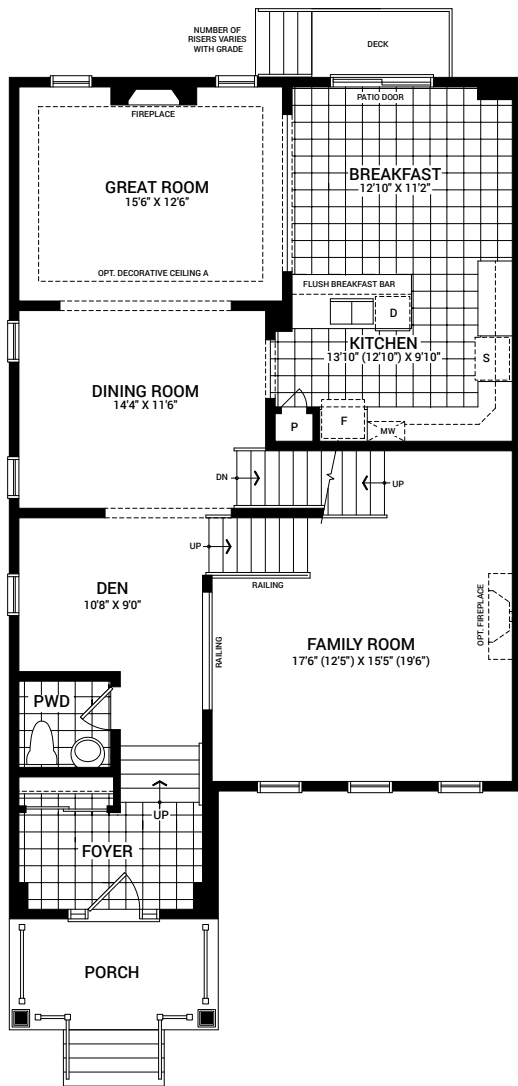 NUMBER OF
RISERS VARIES
WITH GRADE
DECK
PATIO DOOR
FIREPLACE
GREAT ROOM
15'6" X 12'6"
OPT. DECORATIVE CEILING A
BREAKFAST
12'10" X 11'2"
FLUSH BREAKFAST BAR
D
KITCHEN
13'10" (12'10") X 9'10"
S
DINING ROOM
14'4" X 11'6"
P
F
MW
DN
UP
UP
DEN
10'8" X 9'0"
RAILING
RAILING
OPT. FIREPLACE
FAMILY ROOM
17'6" (12'5") X 15'5" (19'6")
PWD
UP
FOYER
PORCH